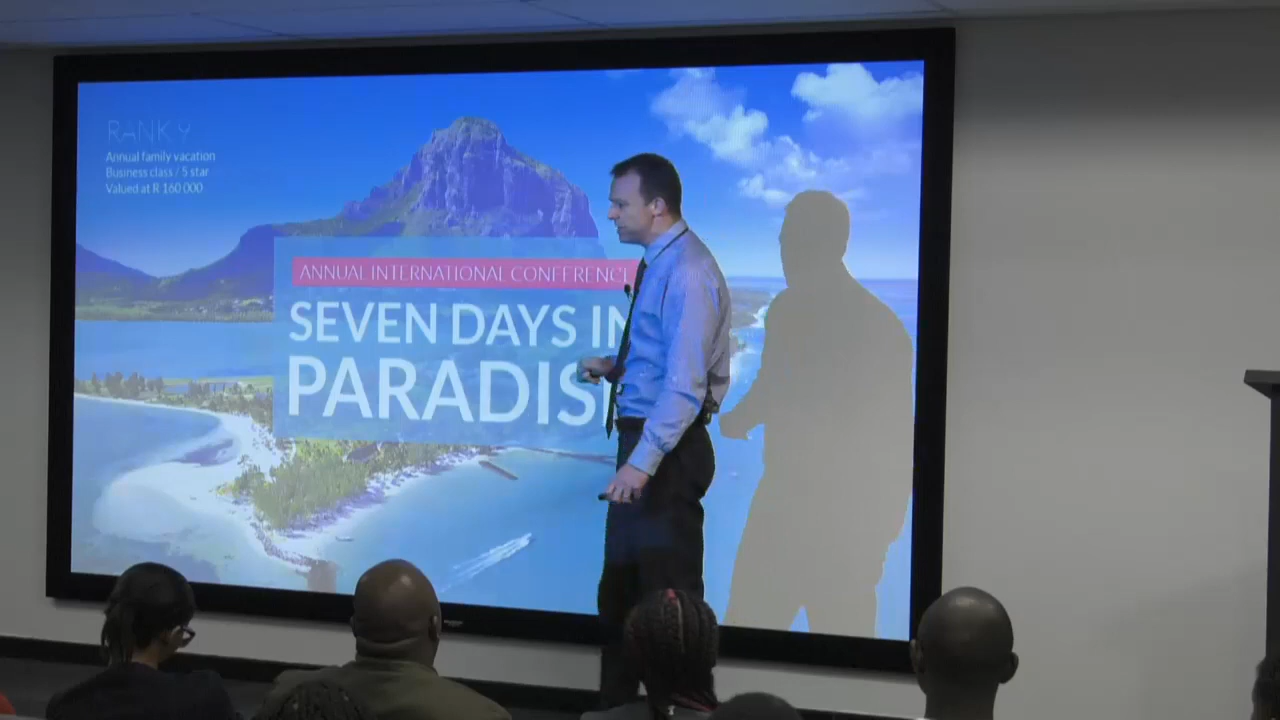 RANK 9
Annual family vacation
Business class / 5 star
Valued at R 160 000
ANNUAL INTERNATIONAL CONFERENC
SEVEN DAYS IN
PARADIS